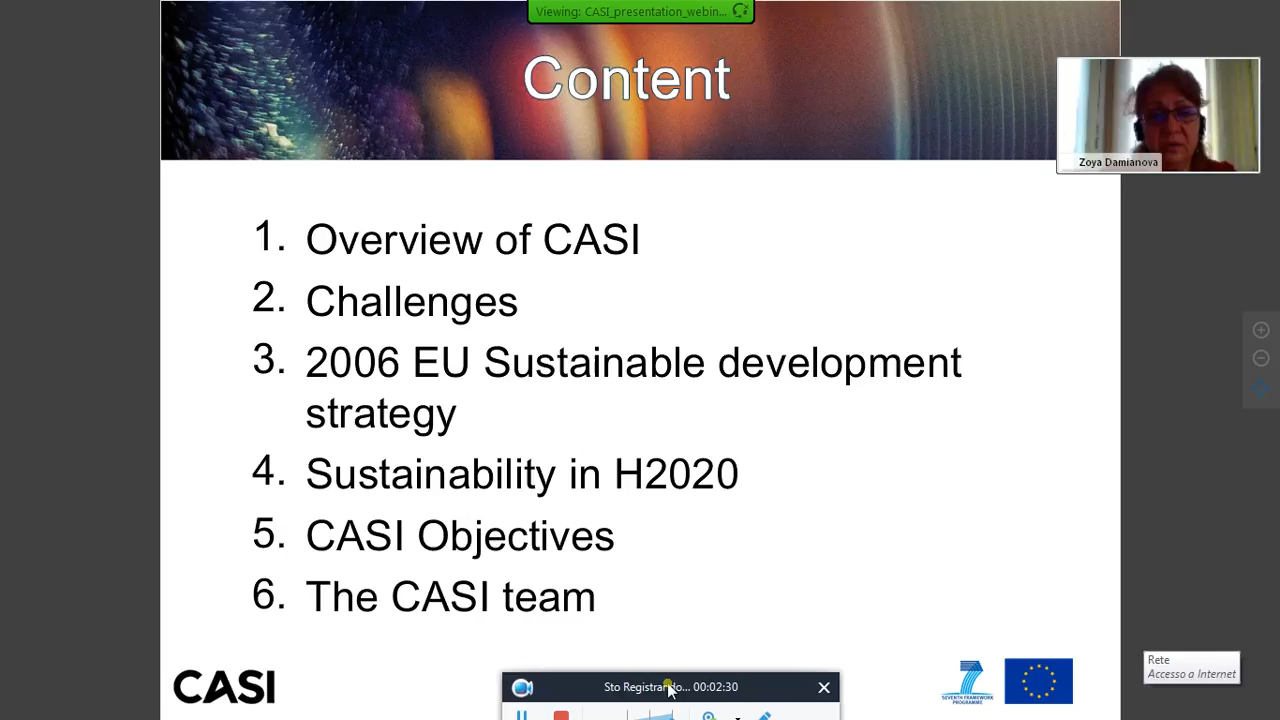 Viewing: CASI_presentation_webin...
Content
Zoya Damianova
1. Overview of CASI
2. Challenges
3. 2006 EU Sustainable development
strategy
4. Sustainability in H2020
5. CASI Objectives
6. The CASI team
CASI
7
SEVENTH FRAMEWORK
PROGRAMME
Rete
Accesso a Internet
00:02:30